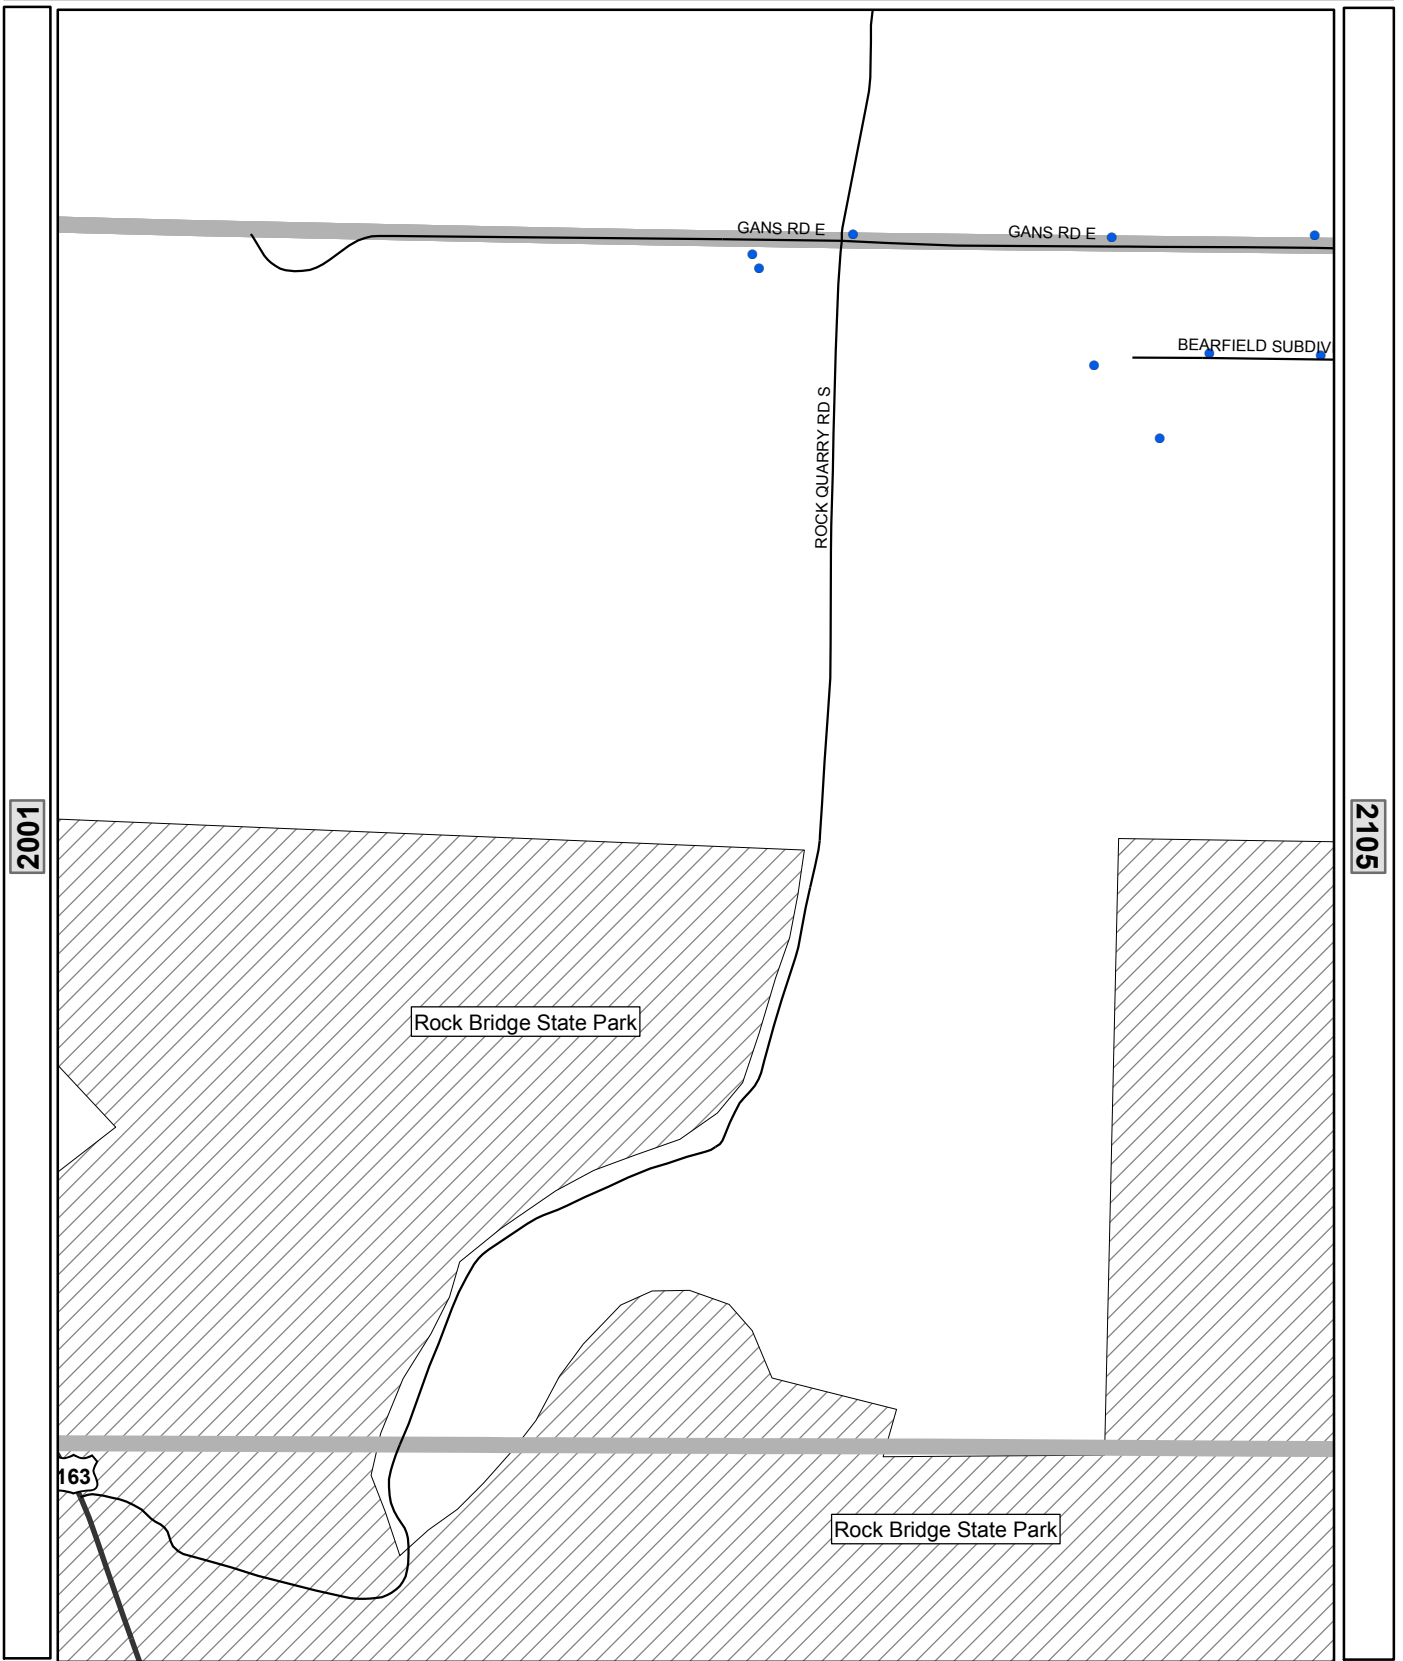 GANS RD E
GANS RD E
BEARFIELD SUBDIV
ROCK QUARRY RD S
2001
2105
Rock Bridge State Park
163
Rock Bridge State Park